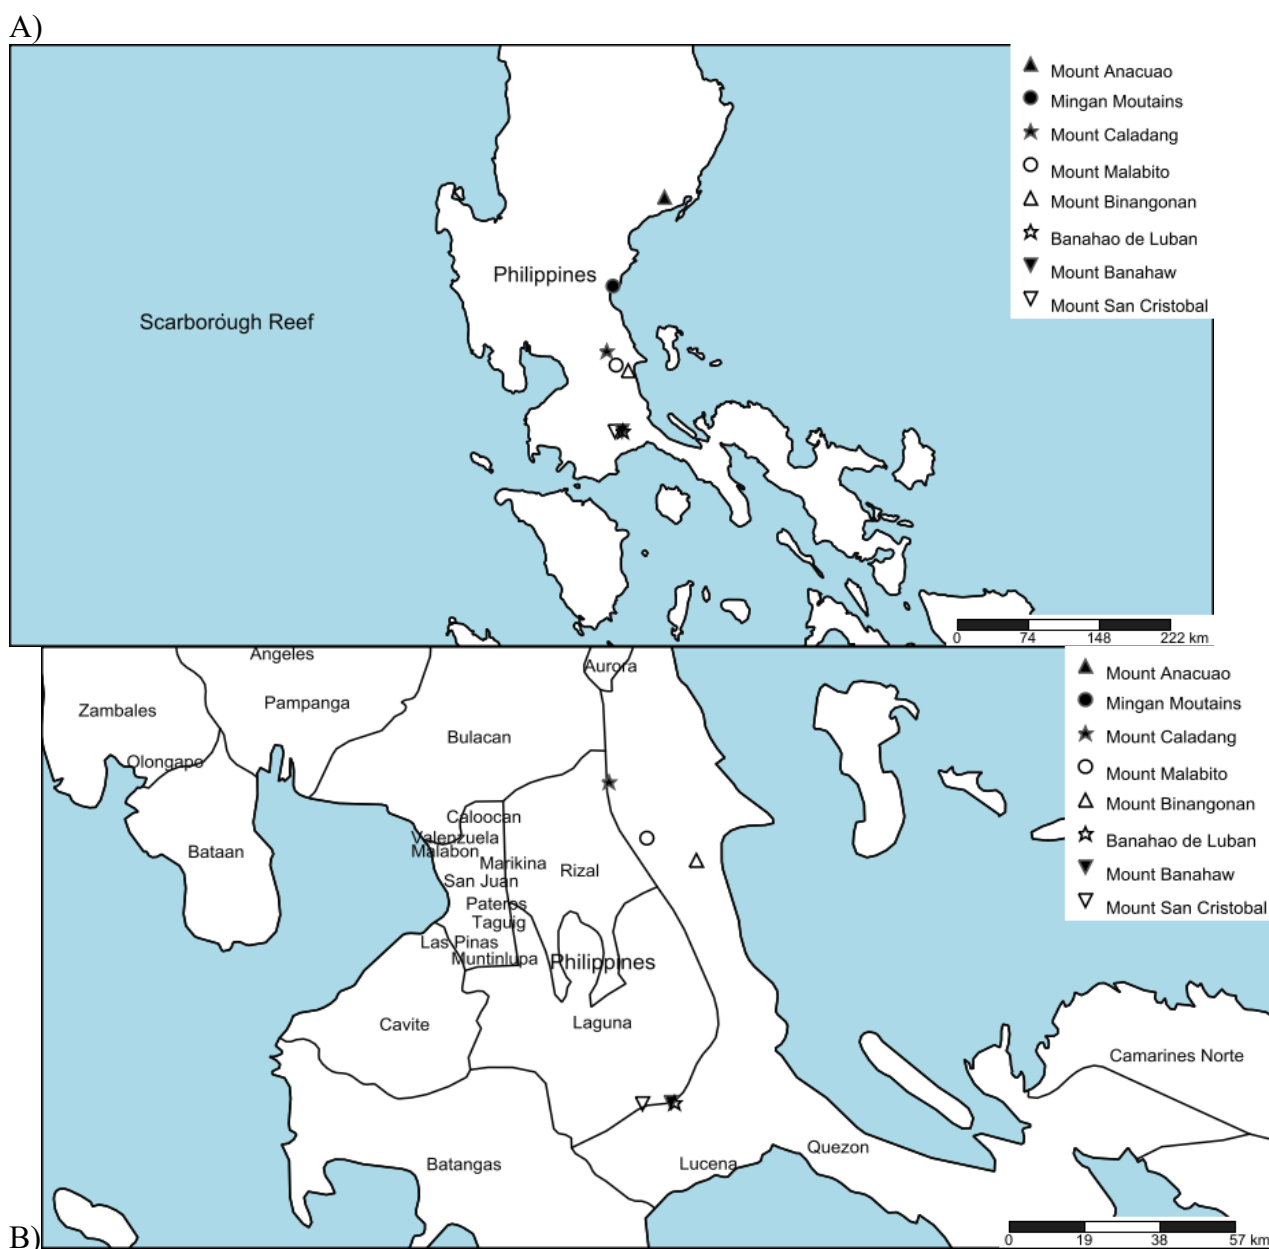 A)
Mount Anacuao
Mingan Moutains
Mount Caladang
Mount Malabito
Mount Binangonan
Banahao de Luban
Mount Banahaw
Mount San Cristobal
Philippines
Scarborough Reef
0 74 148 222 km
Angeles
Aurora
Zambales
Pampanga
Bulacan
Olongapo
Caloocan
Valenzuela
Malabon
Bataan
Marikina
Rizal
San Juan
Pateros
Taguig
Las Pinas
Muntinlupa
Philippines
Cavite
Laguna
Camarines Norte
Batangas
Lucena
Quezon
Mount Anacuao
Mingan Moutains
Mount Caladang
Mount Malabito
Mount Binangonan
Banahao de Luban
Mount Banahaw
Mount San Cristobal
0 19 38 57 km
B)